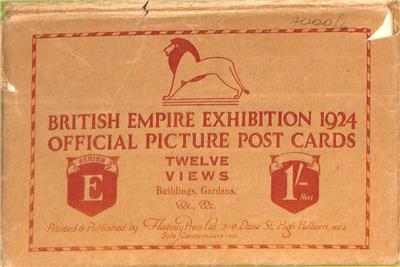 BRITISH EMPIRE EXHIBITION 1924
OFFICIAL PICTURE POST CARDS
SERIES
E
TWELVE
VIEWS
Buildings, Gardens,
&c., &c.
1/-
Nett
Printed & Published by Fleetway Press Ltd. 3-9 Dane St, High Holborn, W.C.1.
Sole Concessionaires.